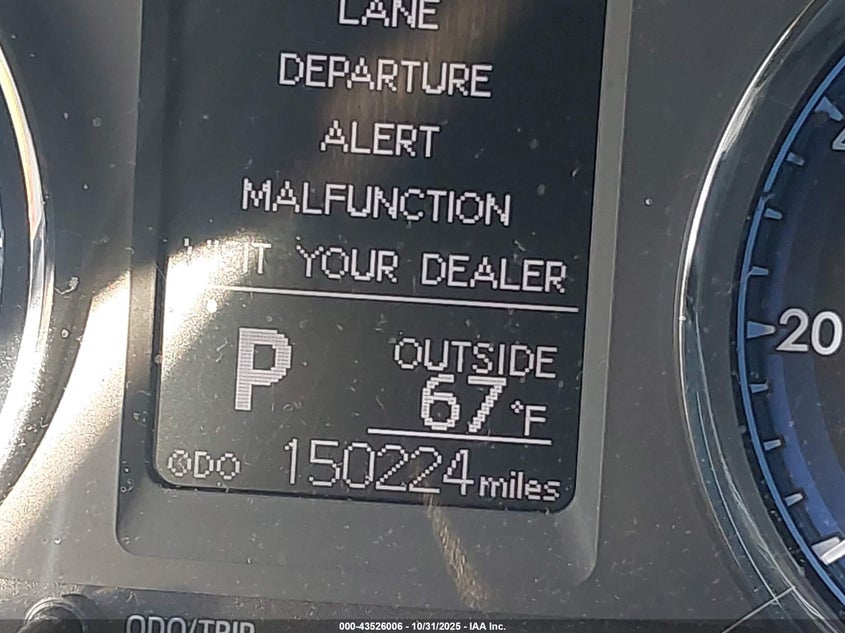 LANE
DEPARTURE
ALERT
MALFUNCTION
YOUR DEALER
P
OUTSIDE
67°F
ODO 150224 miles
20
ODO/TRIP
000-43526006 - 10/31/2025 - IAA Inc.